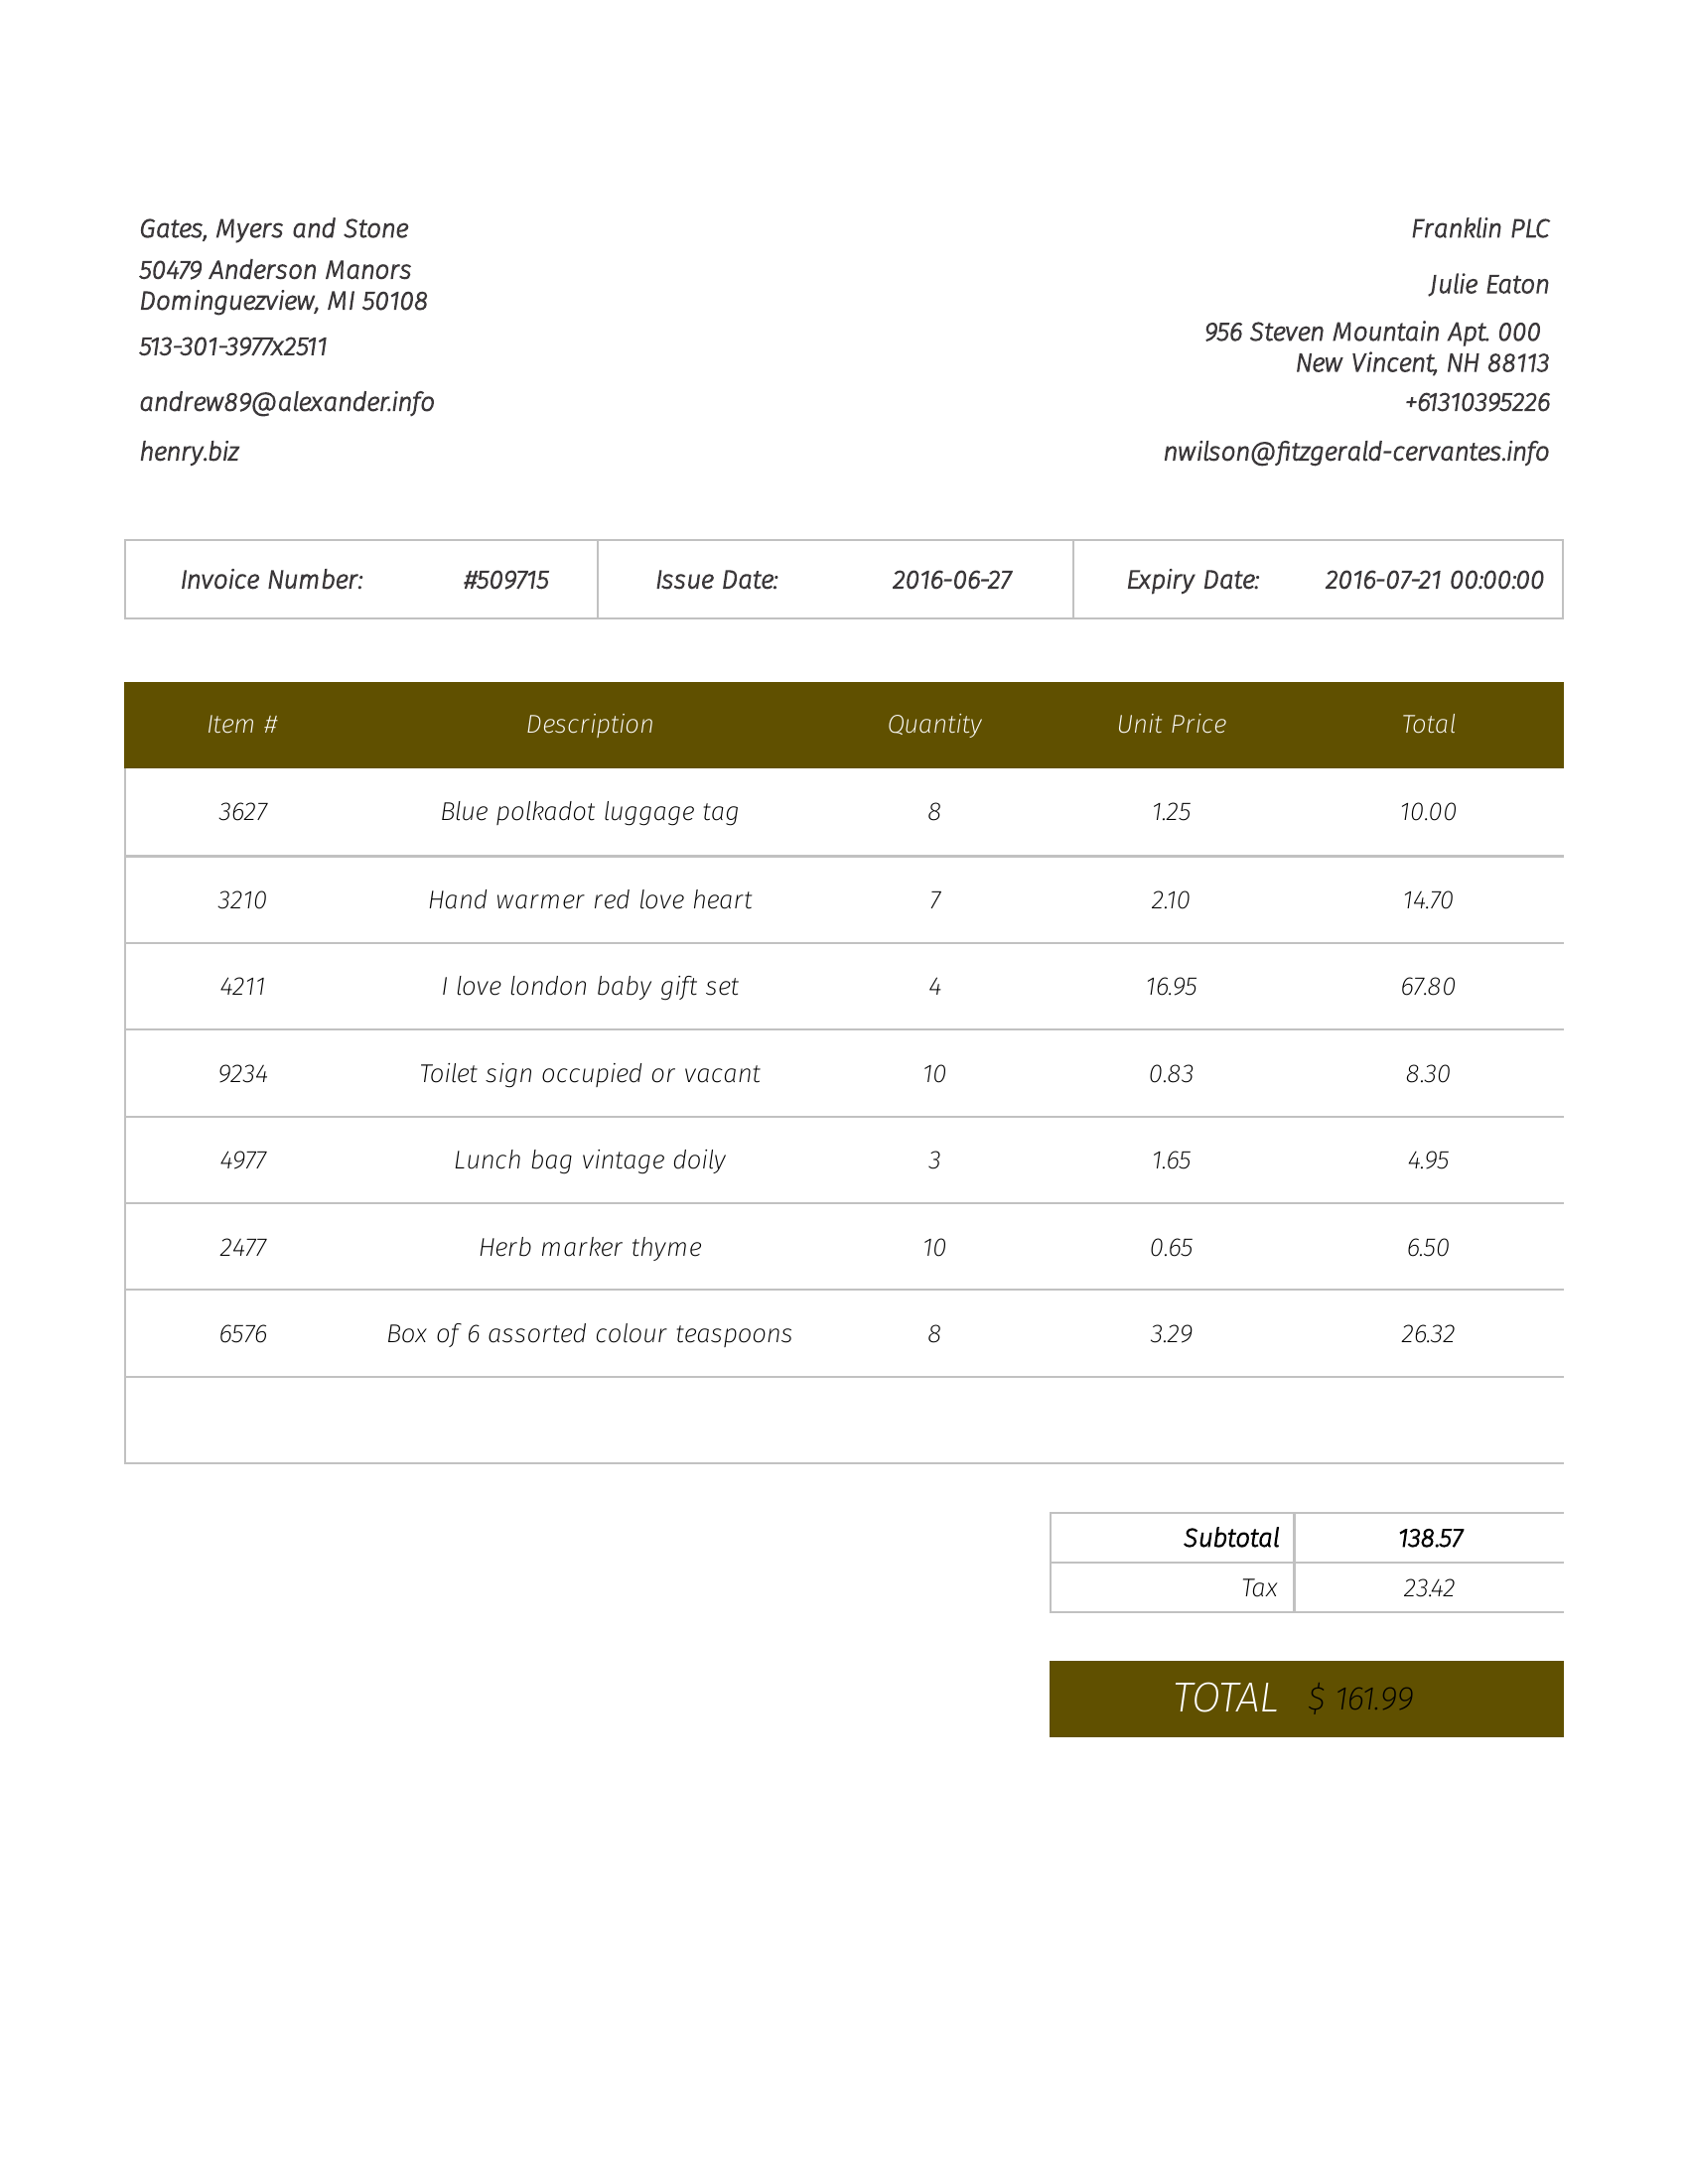 Gates, Myers and Stone
50479 Anderson Manors
Dominguezview, MI 50108
513-301-3977x2511
andrew89@alexander.info
henry.biz
Franklin PLC
Julie Eaton
956 Steven Mountain Apt. 000
New Vincent, NH 88113
+61310395226
nwilson@fitzgerald-cervantes.info
Invoice Number: #509715 Issue Date: 2016-06-27 Expiry Date: 2016-07-21 00:00:00
Item # Description Quantity Unit Price Total
3627 Blue polkadot luggage tag 8 1.25 10.00
3210 Hand warmer red love heart 7 2.10 14.70
4211 I love london baby gift set 4 16.95 67.80
9234 Toilet sign occupied or vacant 10 0.83 8.30
4977 Lunch bag vintage doily 3 1.65 4.95
2477 Herb marker thyme 10 0.65 6.50
6576 Box of 6 assorted colour teaspoons 8 3.29 26.32
Subtotal 138.57
Tax 23.42
TOTAL $ 161.99